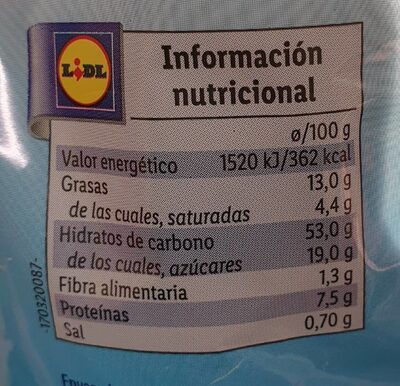 LIDL
Información
nutricional
ø/100 g
Valor energético 1520 kJ/362 kcal
Grasas 13,0 g
de las cuales, saturadas 4,4 g
Hidratos de carbono 53,0 g
de los cuales, azúcares 19,0 g
Fibra alimentaria 1,3 g
Proteínas 7,5 g
Sal 0,70 g
-170320087-